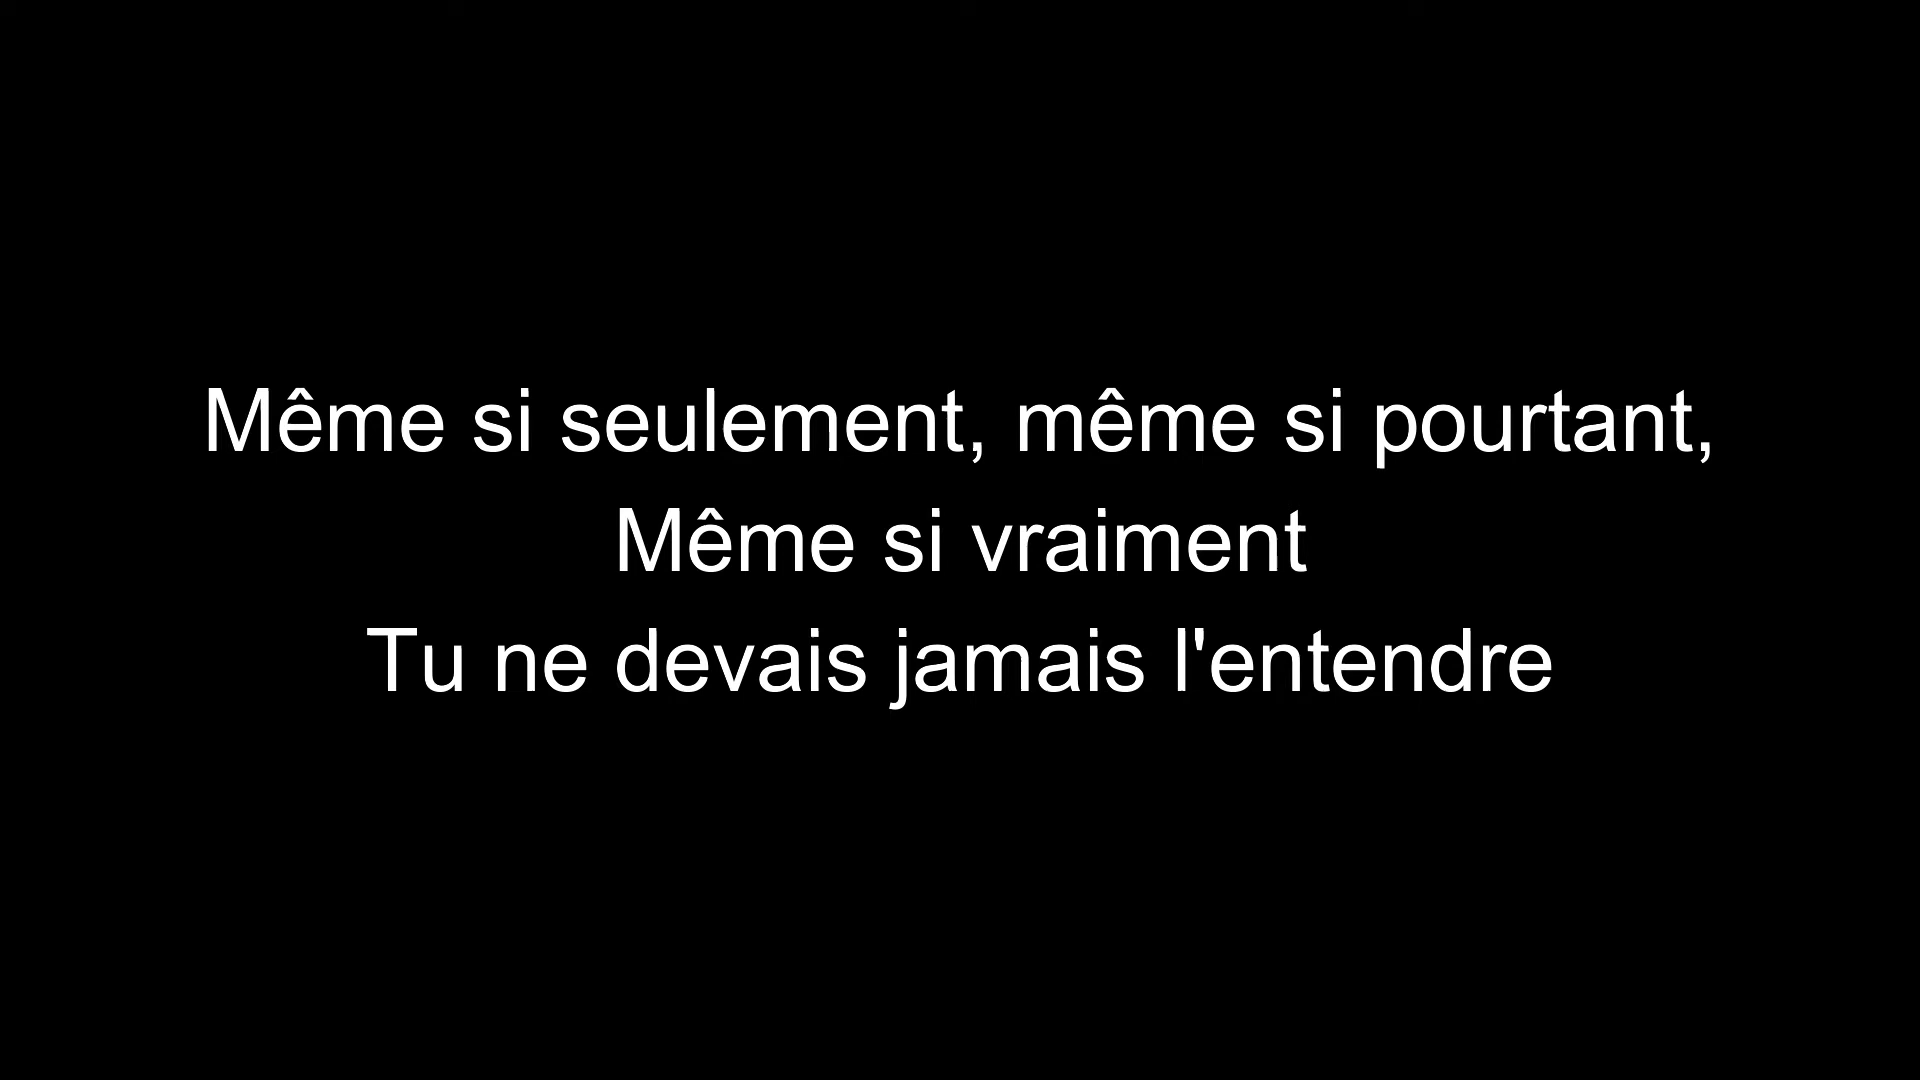 Même si seulement, même si pourtant,
Même si vraiment
Tu ne devais jamais l'entendre